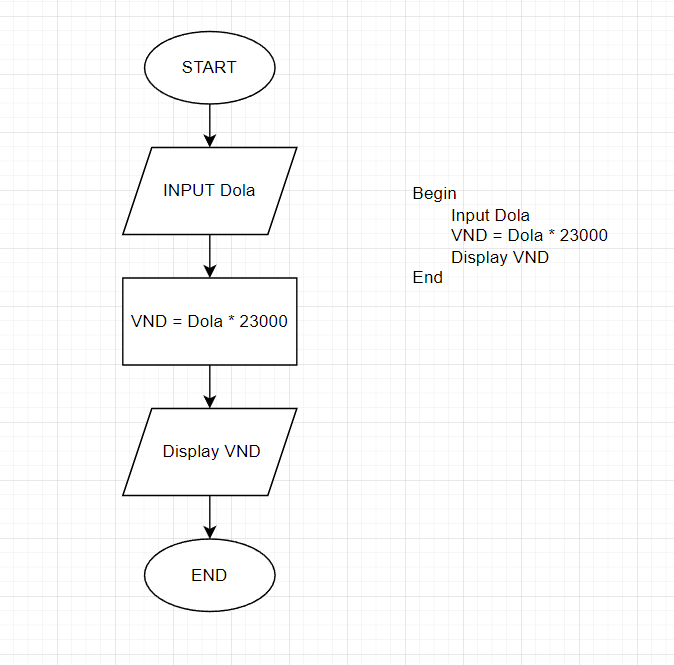 START
INPUT Dola
VND = Dola * 23000
Display VND
END
Begin
Input Dola
VND = Dola * 23000
Display VND
End